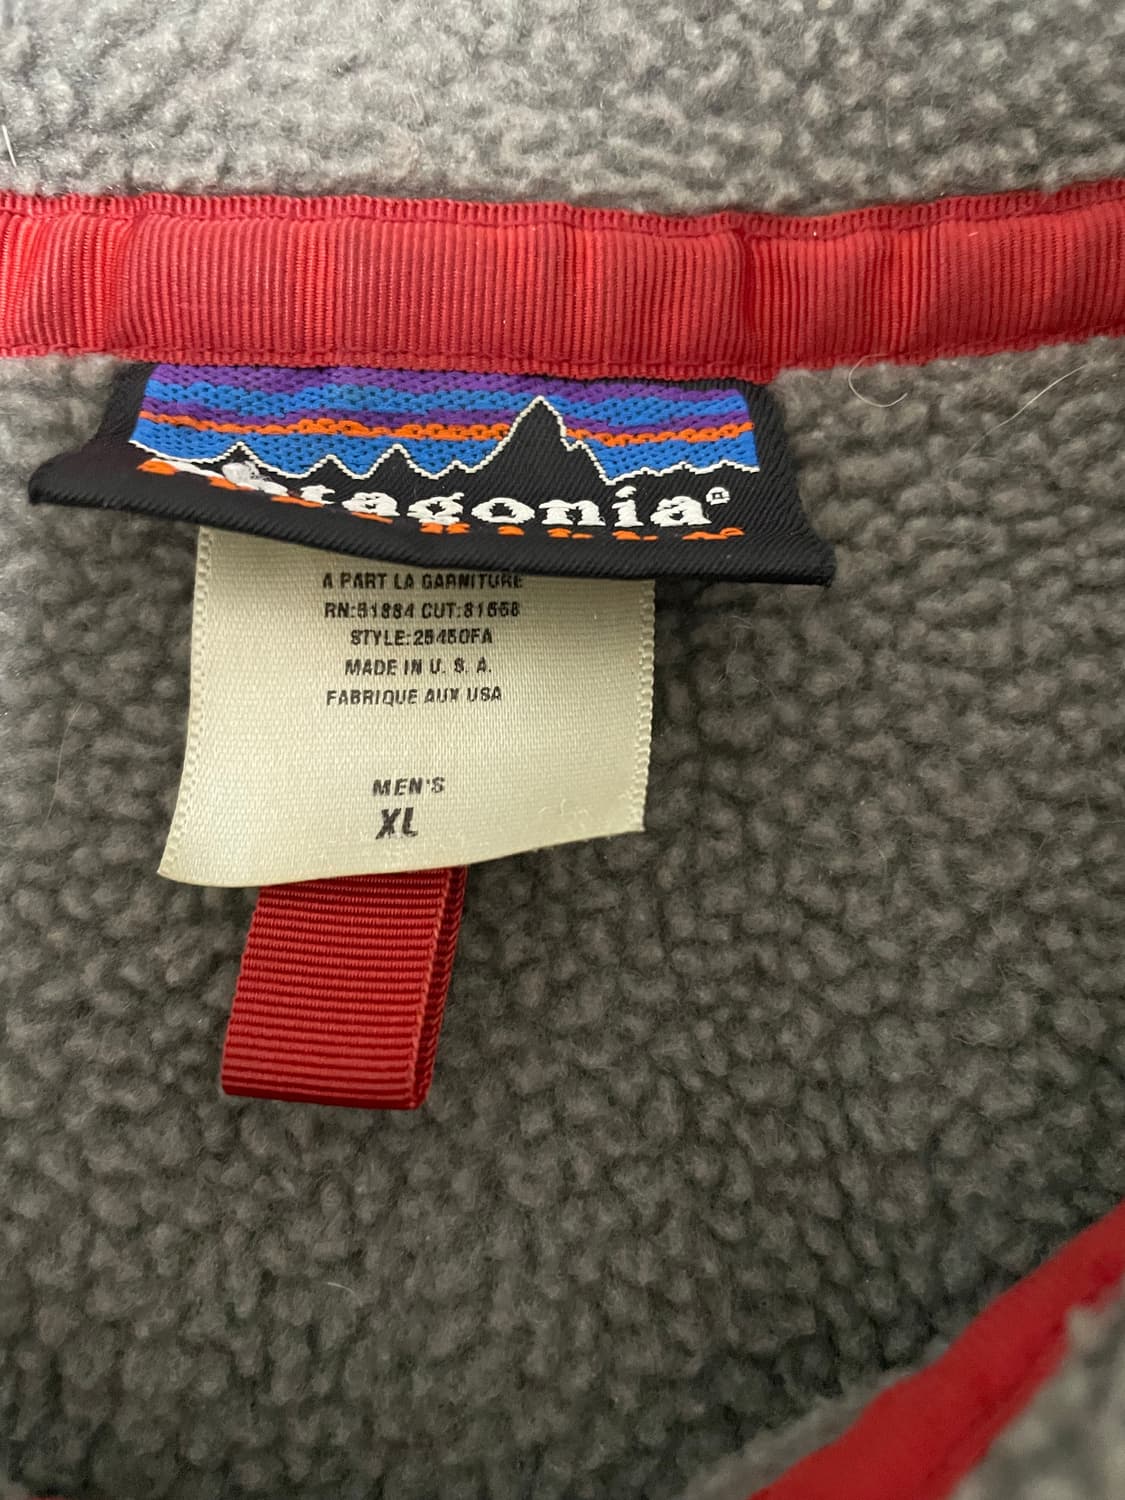 patagonia®
A PART LA GARNITURE
RN:51884 CUT:81558
STYLE:25450FA
MADE IN U. S. A.
FABRIQUE AUX USA
MEN'S
XL